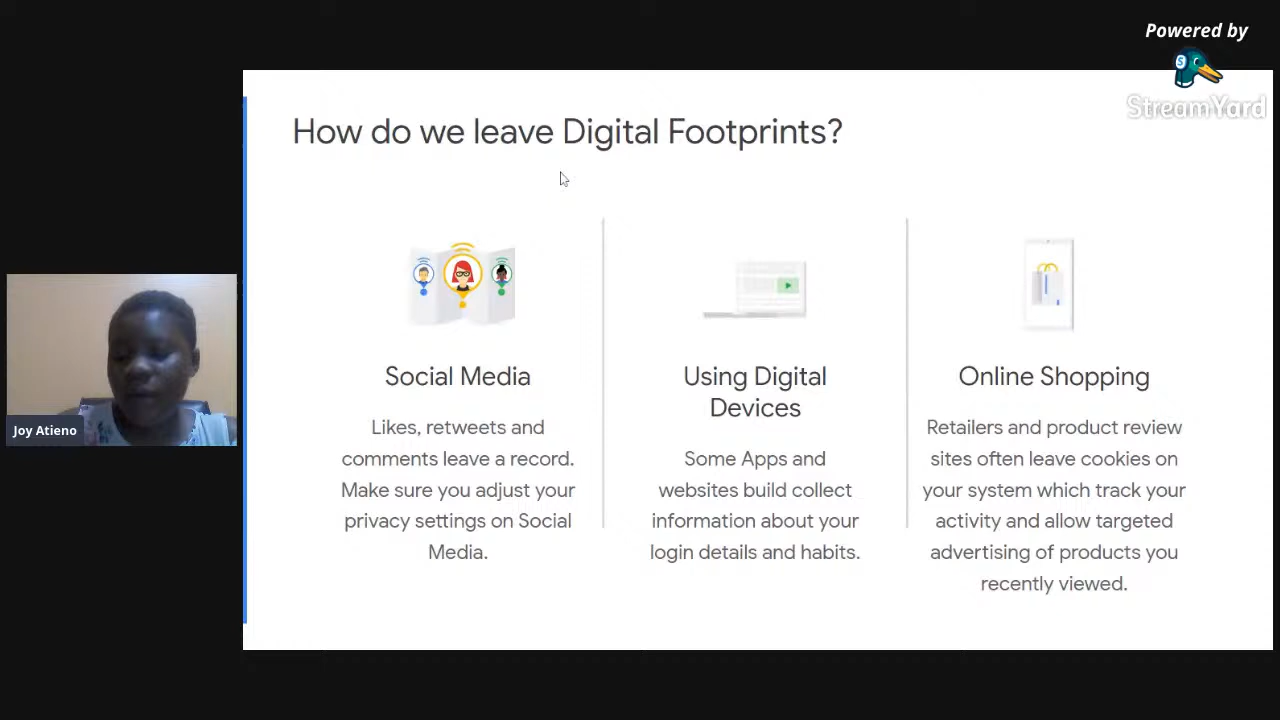 Powered by
StreamYard
How do we leave Digital Footprints?
Social Media
Likes, retweets and
comments leave a record.
Make sure you adjust your
privacy settings on Social
Media.
Using Digital
Devices
Some Apps and
websites build collect
information about your
login details and habits.
Online Shopping
Retailers and product review
sites often leave cookies on
your system which track your
activity and allow targeted
advertising of products you
recently viewed.
Joy Atieno